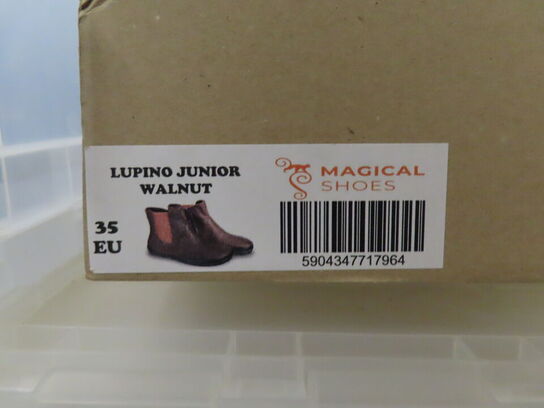 LUPINO JUNIOR
WALNUT
35
EU
MAGICAL
SHOES
5904347717964